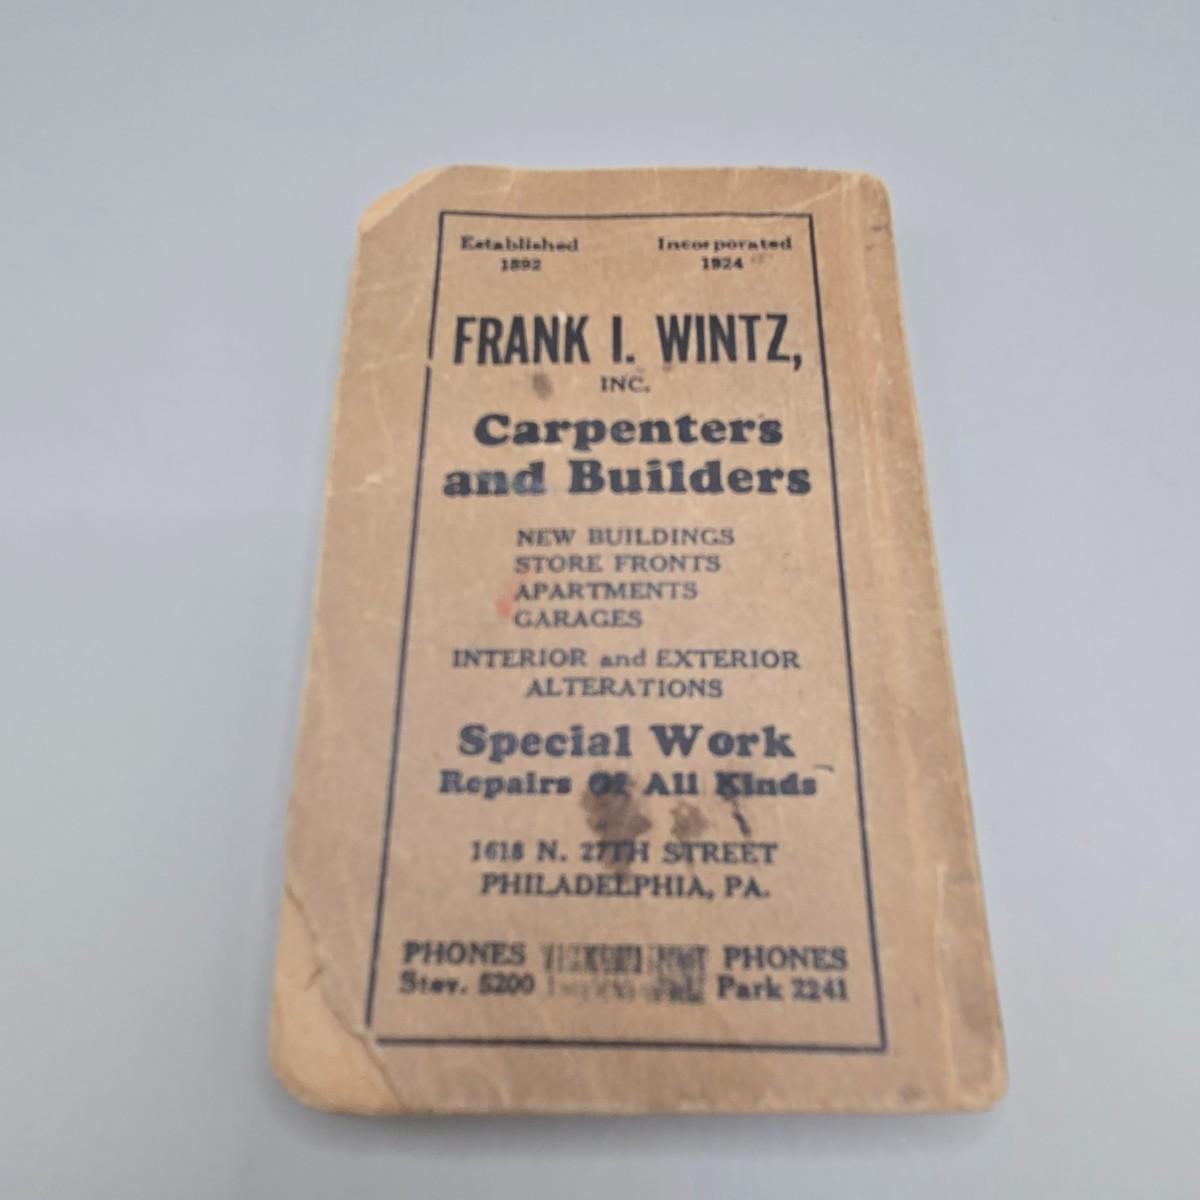 Established Incorporated
1892 1924
FRANK I. WINTZ,
INC.
Carpenters
and Builders
NEW BUILDINGS
STORE FRONTS
APARTMENTS
GARAGES
INTERIOR and EXTERIOR
ALTERATIONS
Special Work
Repairs Of All Kinds
1618 N. 27TH STREET
PHILADELPHIA, PA.
PHONES PHONES
Stev. 5200 Park 2241